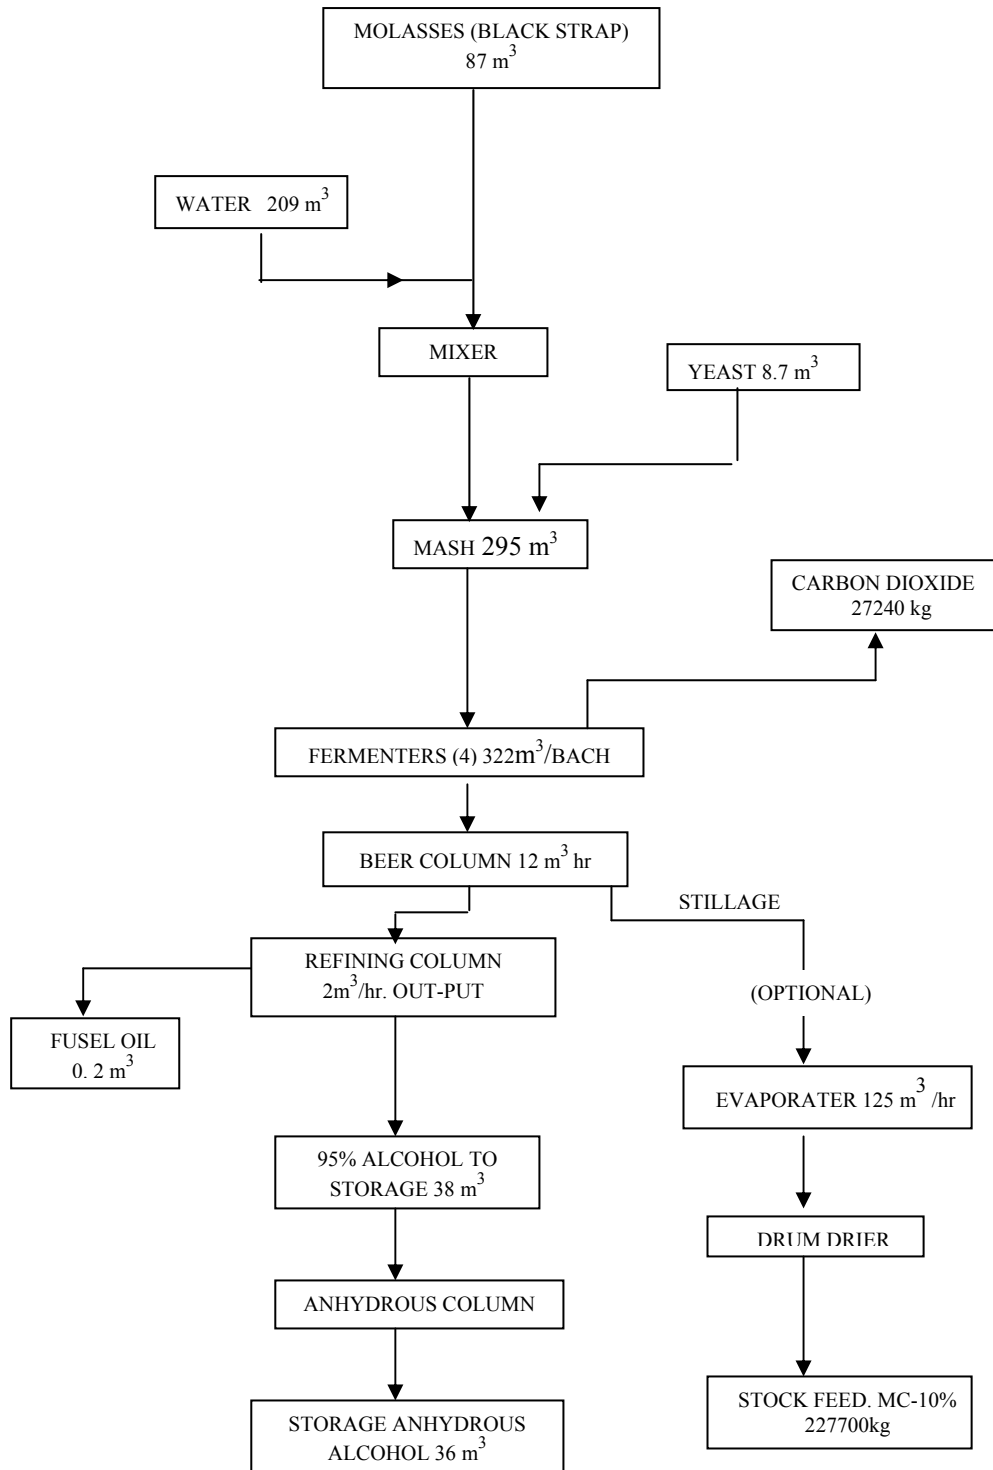 MOLASSES (BLACK STRAP)
87 m³
WATER 209 m³
MIXER
YEAST 8.7 m³
MASH 295 m³
CARBON DIOXIDE
27240 kg
FERMENTERS (4) 322m³/BACH
BEER COLUMN 12 m³ hr
STILLAGE
REFINING COLUMN
2m³/hr. OUT-PUT
(OPTIONAL)
FUSEL OIL
0. 2 m³
EVAPORATER 125 m³ /hr
95% ALCOHOL TO
STORAGE 38 m³
DRUM DRIER
ANHYDROUS COLUMN
STOCK FEED. MC-10%
227700kg
STORAGE ANHYDROUS
ALCOHOL 36 m³